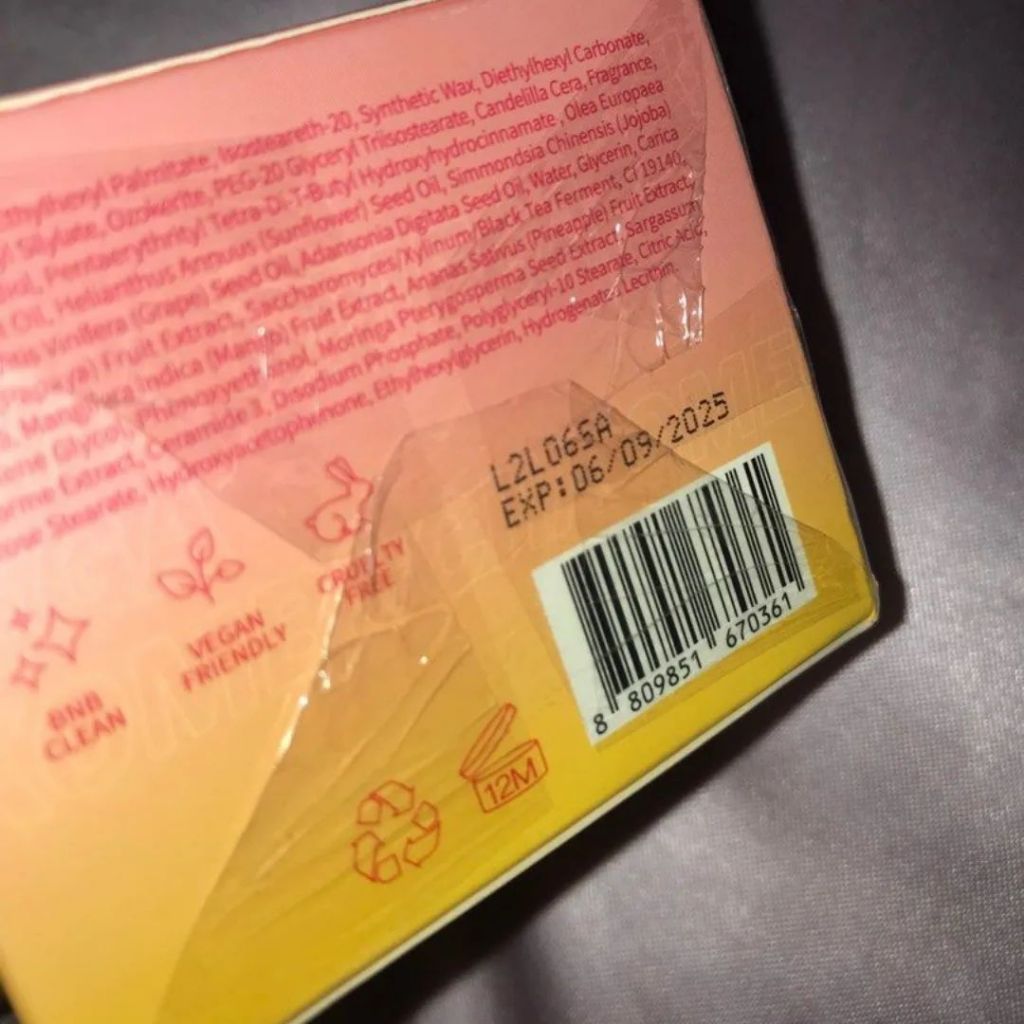 Ethylhexyl Palmitate, Isosteareth-20, Synthetic Wax, Diethylhexyl Carbonate,
Silylate, Ozokerite, PEG-20 Glyceryl Triisostearate, Candelilla Cera, Fragrance,
Pentaerythrityl Tetra-Di-T-Butyl Hydroxyhydrocinnamate, Olea Europaea
Oil, Helianthus Annuus (Sunflower) Seed Oil, Simmondsia Chinensis (Jojoba)
Vinifera (Grape) Seed Oil, Adansonia Digitata Seed Oil, Water, Glycerin, Carica
Fruit Extract, Saccharomyces/Xylinum/Black Tea Ferment, CI 19140,
Mangifera Indica (Mango) Fruit Extract, Ananas Sativus (Pineapple) Fruit Extract,
Glycol, Phenoxyethanol, Moringa Pterygosperma Seed Extract, Sargassum
Extract, Ceramide 3, Disodium Phosphate, Polyglyceryl-10 Stearate, Citric Acid,
Stearate, Hydroxyacetophenone, Ethylhexylglycerin, Hydrogenated Lecithin
L2L06SA
EXP:06/09/2025
CRUELTY
FREE
VEGAN
FRIENDLY
BNB
CLEAN
8 809851 670361
12M